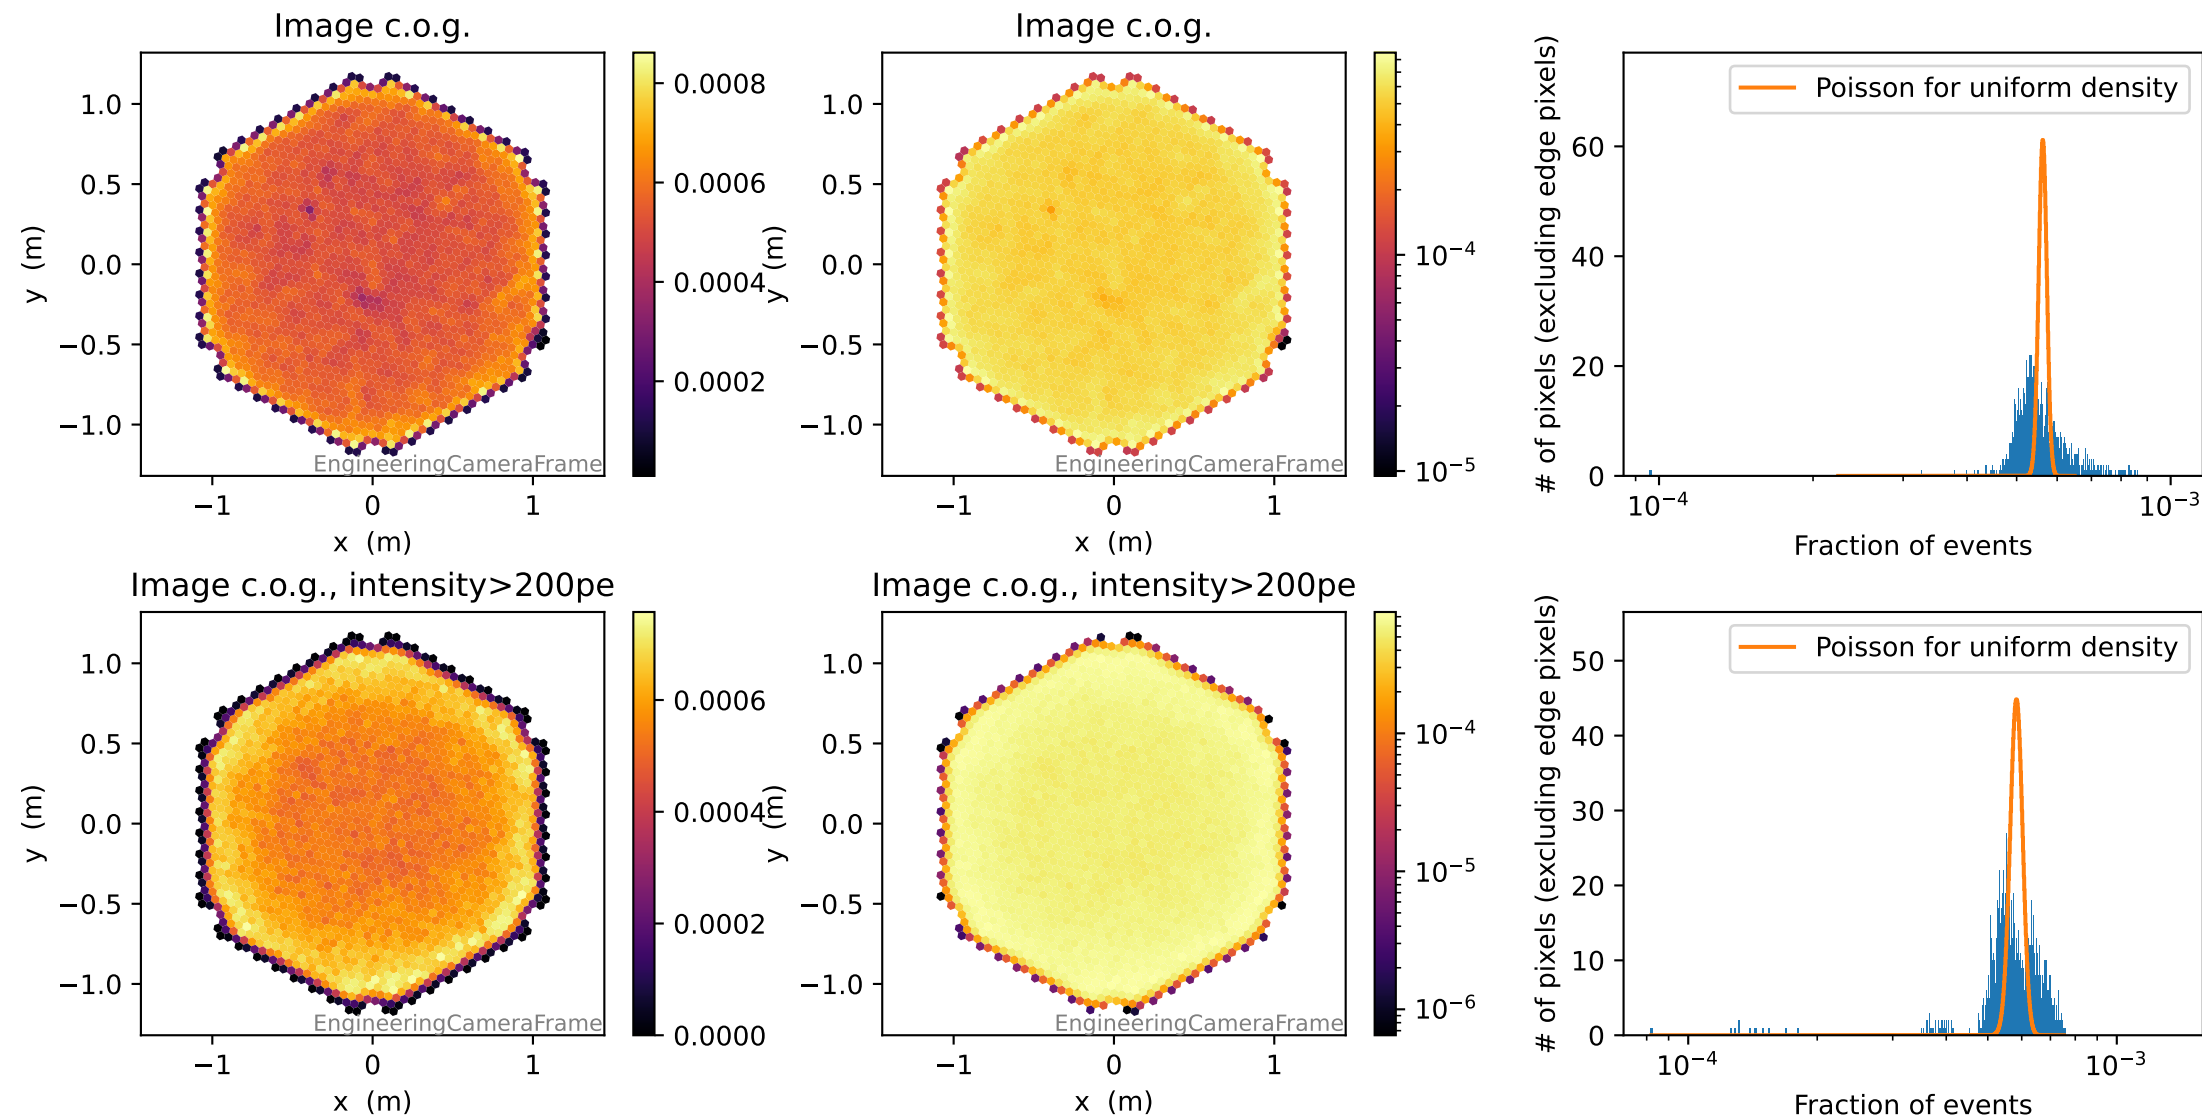 Image c.o.g.
y (m)
1.0
0.5
0.0
−0.5
−1.0
−1
0
1
x (m)
EngineeringCameraFrame
0.0008
0.0006
0.0004
0.0002
Image c.o.g.
y (m)
1.0
0.5
0.0
−0.5
−1.0
−1
0
1
x (m)
EngineeringCameraFrame
10⁻⁴
10⁻⁵
# of pixels (excluding edge pixels)
60
40
20
0
Poisson for uniform density
10⁻⁴
10⁻³
Fraction of events
Image c.o.g., intensity>200pe
y (m)
1.0
0.5
0.0
−0.5
−1.0
−1
0
1
x (m)
EngineeringCameraFrame
0.0006
0.0004
0.0002
0.0000
Image c.o.g., intensity>200pe
y (m)
1.0
0.5
0.0
−0.5
−1.0
−1
0
1
x (m)
EngineeringCameraFrame
10⁻⁴
10⁻⁵
10⁻⁶
# of pixels (excluding edge pixels)
50
40
30
20
10
0
Poisson for uniform density
10⁻⁴
10⁻³
Fraction of events